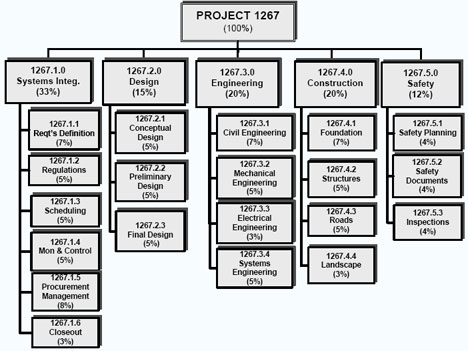 PROJECT 1267
(100%)
1267.1.0
Systems Integ.
(33%)
1267.2.0
Design
(15%)
1267.3.0
Engineering
(20%)
1267.4.0
Construction
(20%)
1267.5.0
Safety
(12%)
1267.1.1
Reqt's Definition
(7%)
1267.1.2
Regulations
(5%)
1267.1.3
Scheduling
(5%)
1267.1.4
Mon & Control
(5%)
1267.1.5
Procurement
Management
(8%)
1267.1.6
Closeout
(3%)
1267.2.1
Conceptual
Design
(5%)
1267.2.2
Preliminary
Design
(5%)
1267.2.3
Final Design
(5%)
1267.3.1
Civil Engineering
(7%)
1267.3.2
Mechanical
Engineering
(5%)
1267.3.3
Electrical
Engineering
(3%)
1267.3.4
Systems
Engineering
(5%)
1267.4.1
Foundation
(7%)
1267.4.2
Structures
(5%)
1267.4.3
Roads
(5%)
1267.4.4
Landscape
(3%)
1267.5.1
Safety Planning
(4%)
1267.5.2
Safety
Documents
(4%)
1267.5.3
Inspections
(4%)